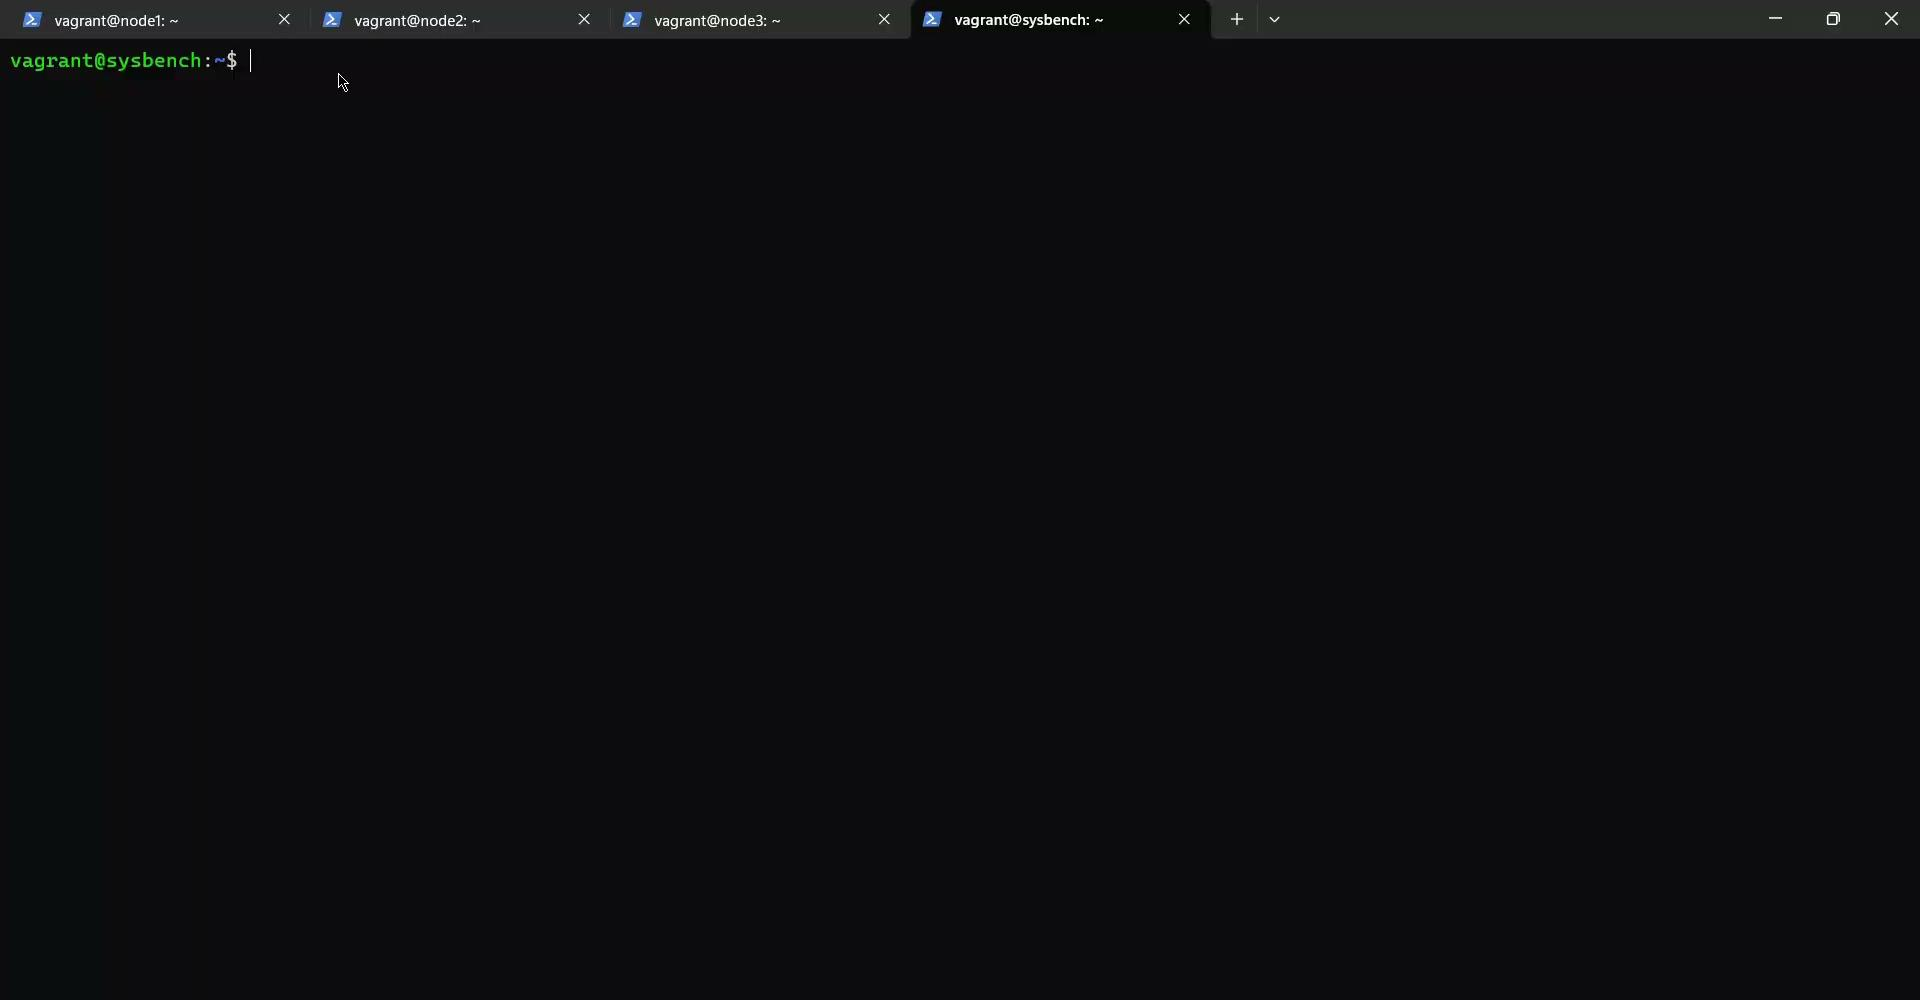 vagrant@node1: ~
vagrant@node2: ~
vagrant@node3: ~
vagrant@sysbench: ~
vagrant@sysbench:~$